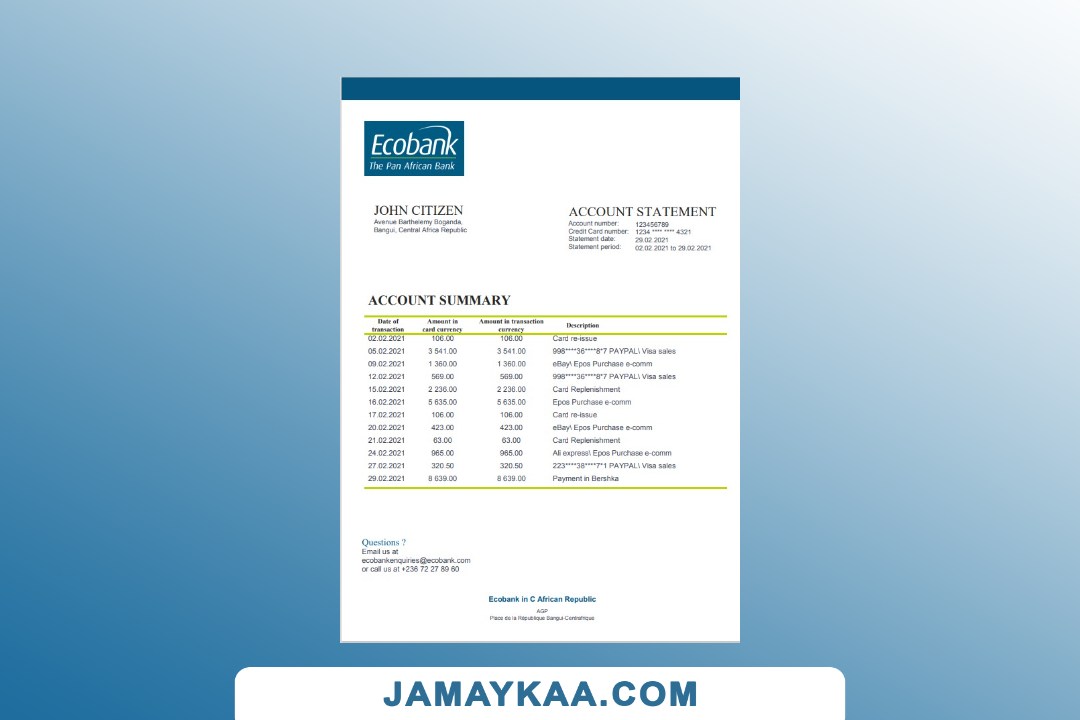 Ecobank
The Pan African Bank
JOHN CITIZEN
Avenue Barthelemy Boganda,
Bangui, Central Africa Republic
ACCOUNT STATEMENT
Account number: 123456789
Credit Card number: 1234 **** **** 4321
Statement date: 29.02.2021
Statement period: 02.02.2021 to 29.02.2021
ACCOUNT SUMMARY
Date of transaction Amount in card currency Amount in transaction currency Description
02.02.2021 106.00 106.00 Card re-issue
05.02.2021 3 541.00 3 541.00 998****36****8*7 PAYPAL\ Visa sales
09.02.2021 1 360.00 1 360.00 eBay\ Epos Purchase e-comm
12.02.2021 569.00 569.00 998****36****8*7 PAYPAL\ Visa sales
15.02.2021 2 236.00 2 236.00 Card Replenishment
16.02.2021 5 635.00 5 635.00 Epos Purchase e-comm
17.02.2021 106.00 106.00 Card re-issue
20.02.2021 423.00 423.00 eBay\ Epos Purchase e-comm
21.02.2021 63.00 63.00 Card Replenishment
24.02.2021 965.00 965.00 Ali express\ Epos Purchase e-comm
27.02.2021 320.50 320.50 223****38****7*1 PAYPAL\ Visa sales
29.02.2021 8 639.00 8 639.00 Payment in Bershka
Questions ?
Email us at
ecobankenquiries@ecobank.com
or call us at +236 72 27 89 60
Ecobank in C African Republic
AGP
Place de la République Bangui-Centrafrique
JAMAYKAA.COM